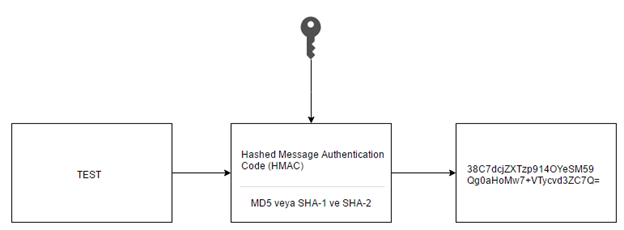 TEST
Hashed Message Authentication
Code (HMAC)
MD5 veya SHA-1 ve SHA-2
38C7dcjZXTzp914OYeSM59
Qg0aHoMw7+VTycvd3ZC7Q=